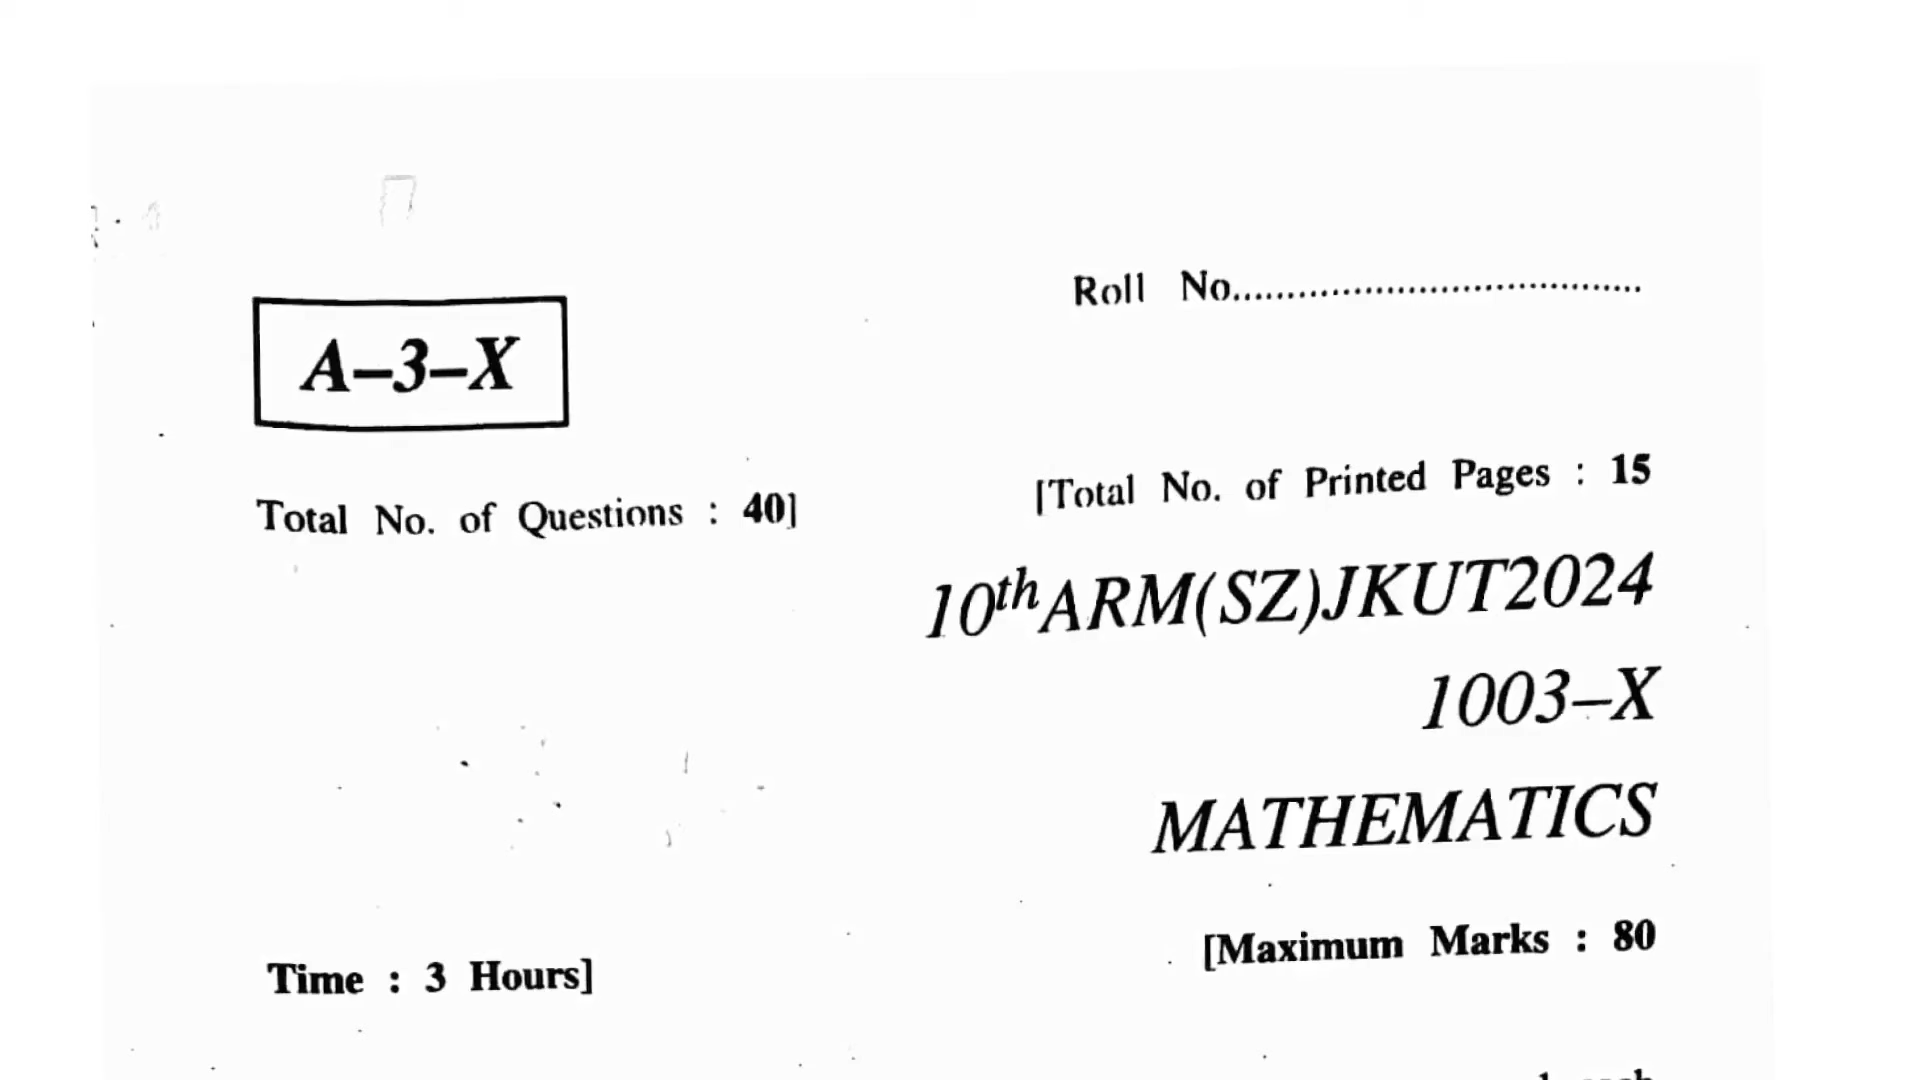 Roll No......................................
A–3–X
Total No. of Questions : 40]
[Total No. of Printed Pages : 15
10thARM(SZ)JKUT2024
1003–X
MATHEMATICS
Time : 3 Hours]
[Maximum Marks : 80